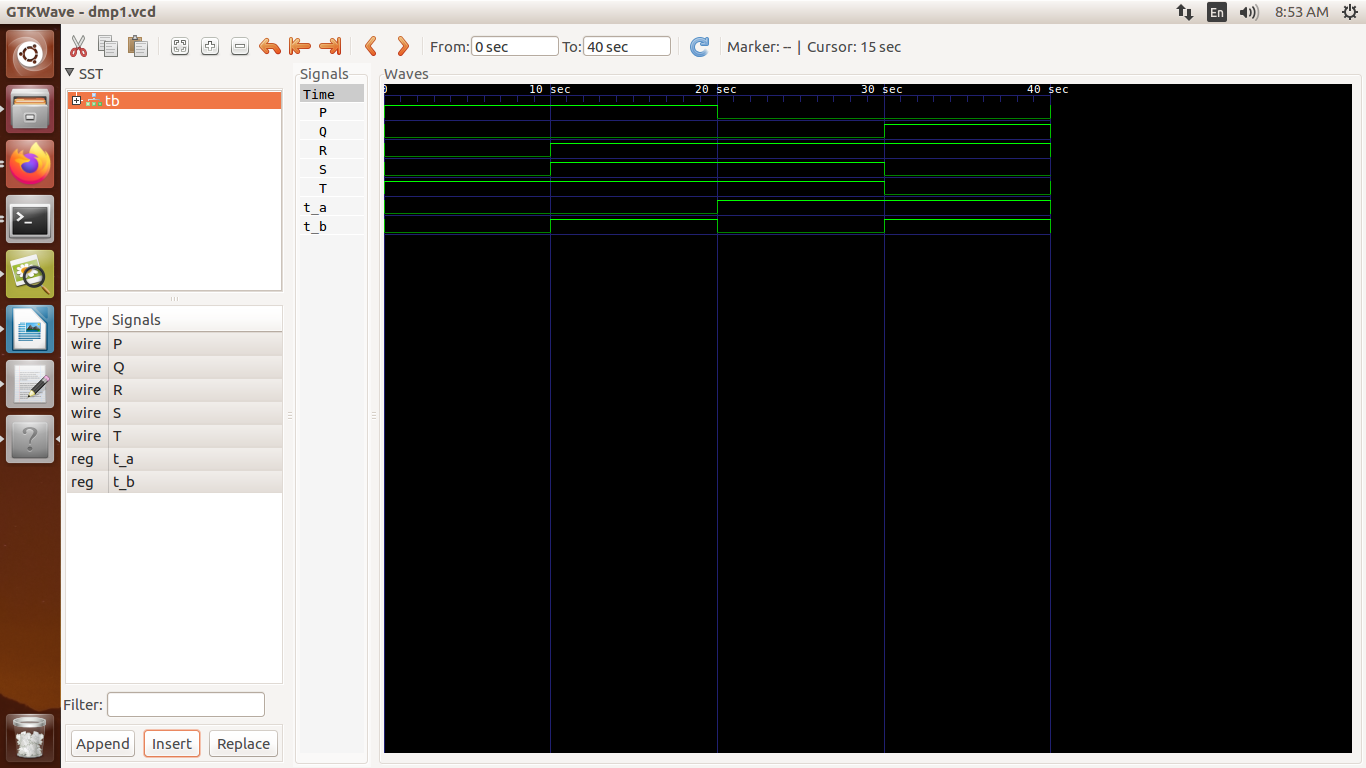 GTKWave - dmp1.vcd
En
8:53 AM
From: 0 sec To: 40 sec Marker: -- | Cursor: 15 sec
SST
tb
Type Signals
wire P
wire Q
wire R
wire S
wire T
reg t_a
reg t_b
Filter:
Append Insert Replace
Signals
Time
P
Q
R
S
T
t_a
t_b
Waves
0 10 sec 20 sec 30 sec 40 sec